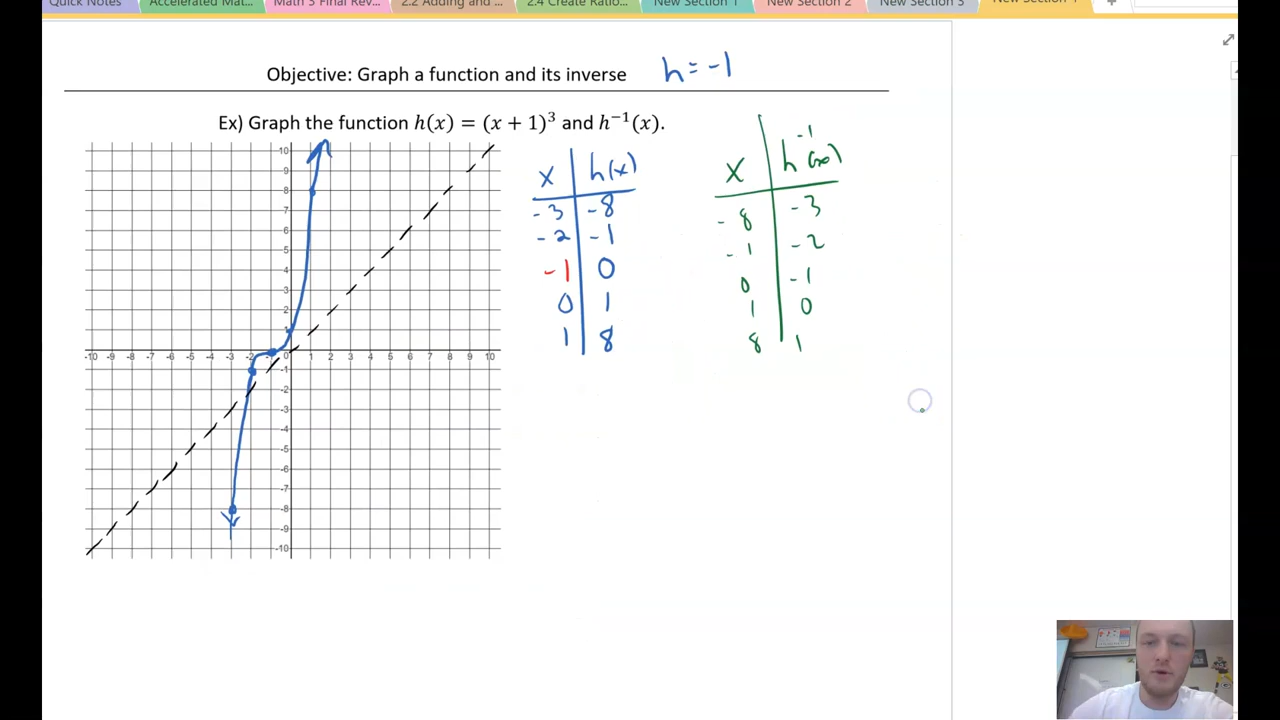 Quick Notes Accelerated Mat... Math 3 Final Rev... 2.2 Adding and ... 2.4 Create Ratio... New Section 1 New Section 2 New Section 3 New Section 4
Objective: Graph a function and its inverse h = -1
Ex) Graph the function h(x) = (x + 1)³ and h⁻¹(x).
x h(x) x h⁻¹(x)
-3 -8 -8 -3
-2 -1 -1 -2
-1 0 0 -1
0 1 1 0
1 8 8 1
10
9
8
7
6
5
4
3
2
1
-10 -9 -8 -7 -6 -5 -4 -3 -2 -1 0 1 2 3 4 5 6 7 8 9 10
-1
-2
-3
-4
-5
-6
-7
-8
-9
-10